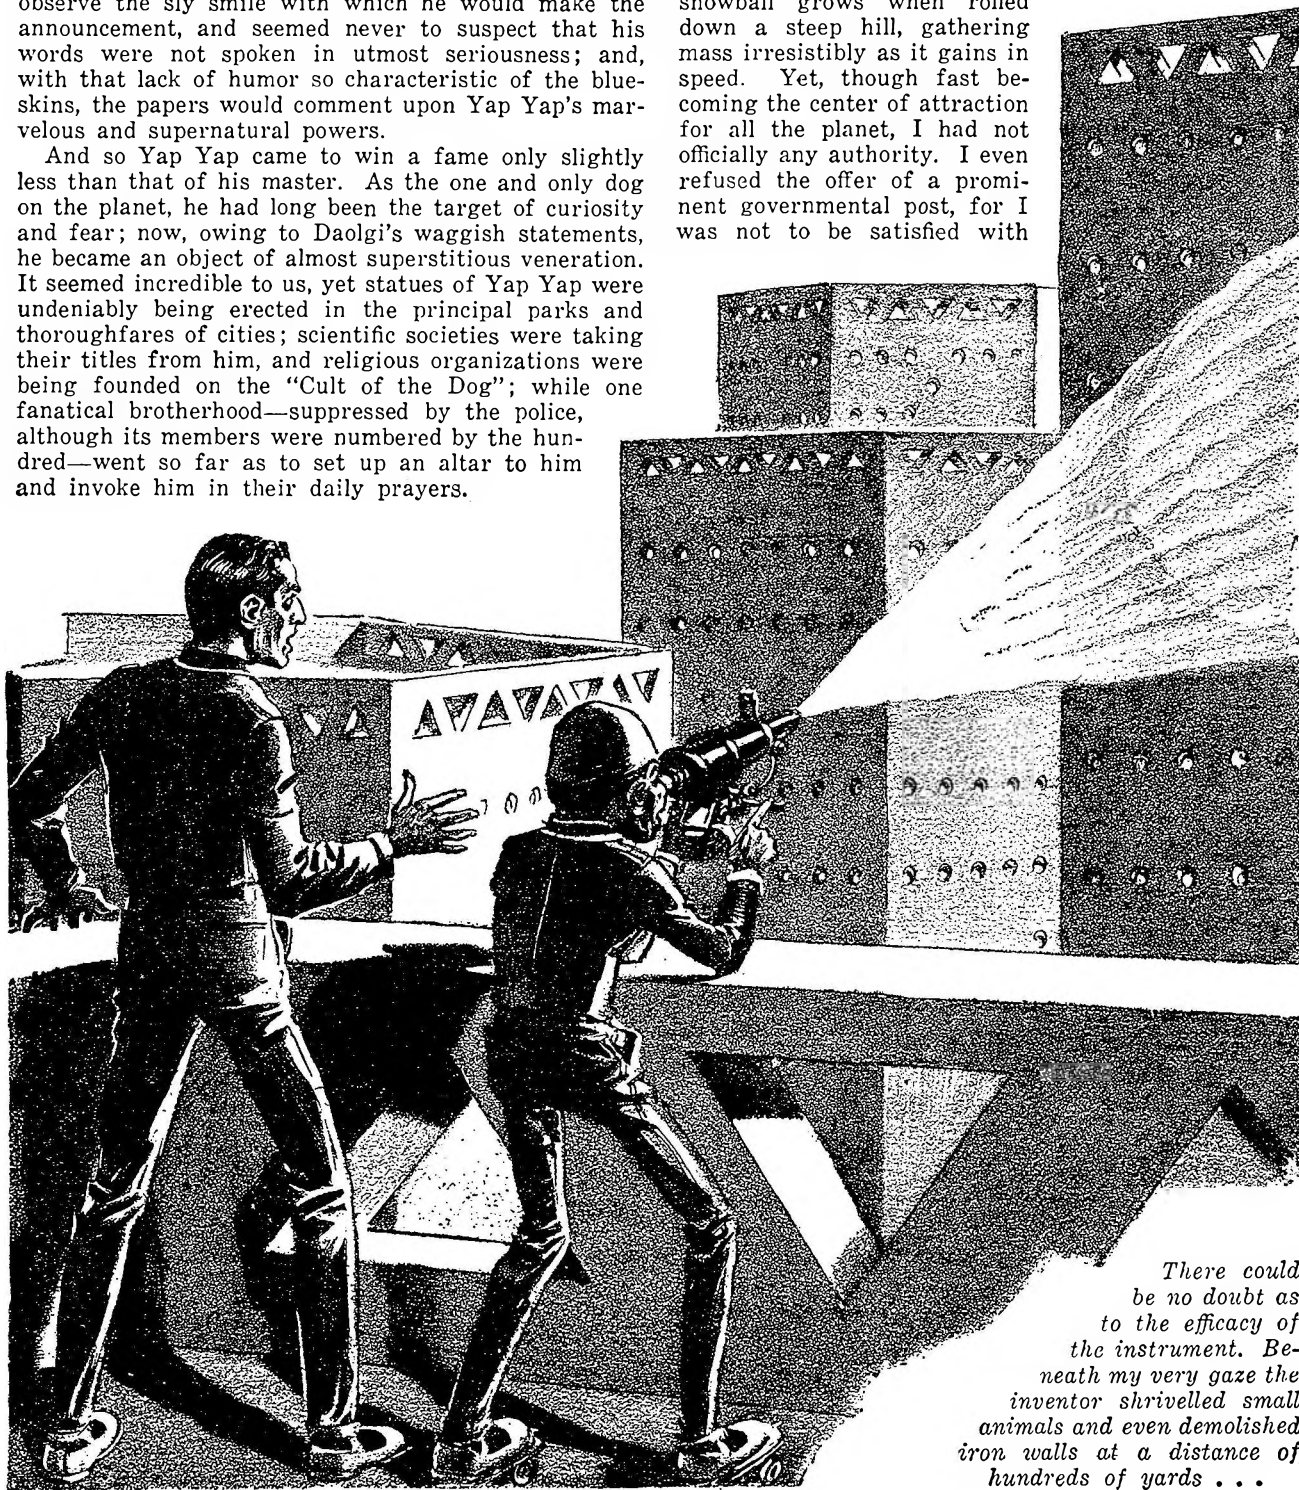 observe the sly smile with which he would make the
announcement, and seemed never to suspect that his
words were not spoken in utmost seriousness; and,
with that lack of humor so characteristic of the blue-
skins, the papers would comment upon Yap Yap's mar-
velous and supernatural powers.
And so Yap Yap came to win a fame only slightly
less than that of his master. As the one and only dog
on the planet, he had long been the target of curiosity
and fear; now, owing to Daolgi's waggish statements,
he became an object of almost superstitious veneration.
It seemed incredible to us, yet statues of Yap Yap were
undeniably being erected in the principal parks and
thoroughfares of cities; scientific societies were taking
their titles from him, and religious organizations were
being founded on the “Cult of the Dog”; while one
fanatical brotherhood—suppressed by the police,
although its members were numbered by the hun-
dred—went so far as to set up an altar to him
and invoke him in their daily prayers.
snowball grows when rolled
down a steep hill, gathering
mass irresistibly as it gains in
speed. Yet, though fast be-
coming the center of attraction
for all the planet, I had not
officially any authority. I even
refused the offer of a promi-
nent governmental post, for I
was not to be satisfied with
There could
be no doubt as
to the efficacy of
the instrument. Be-
neath my very gaze the
inventor shrivelled small
animals and even demolished
iron walls at a distance of
hundreds of yards . . .